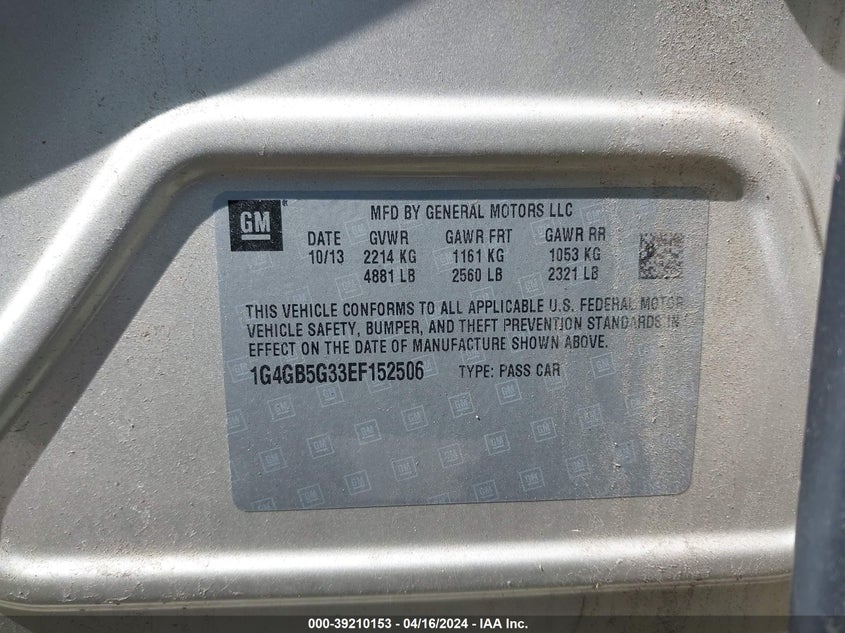 GM ® MFD BY GENERAL MOTORS LLC
DATE GVWR GAWR FRT GAWR RR
10/13 2214 KG 1161 KG 1053 KG
4881 LB 2560 LB 2321 LB
THIS VEHICLE CONFORMS TO ALL APPLICABLE U.S. FEDERAL MOTOR
VEHICLE SAFETY, BUMPER, AND THEFT PREVENTION STANDARDS IN
EFFECT ON THE DATE OF MANUFACTURE SHOWN ABOVE.
1G4GB5G33EF152506 TYPE: PASS CAR
000-39210153 - 04/16/2024 - IAA Inc.